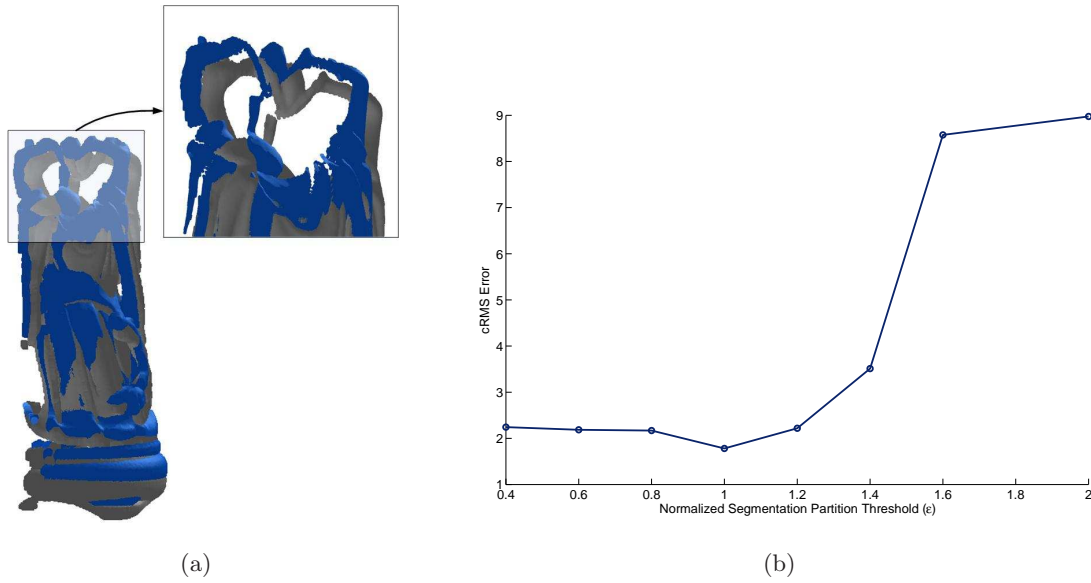 9
8
7
6
5
4
3
2
1
cRMS Error
0.4 0.6 0.8 1 1.2 1.4 1.6 1.8 2
Normalized Segmentation Partition Threshold (ε)
(a) (b)